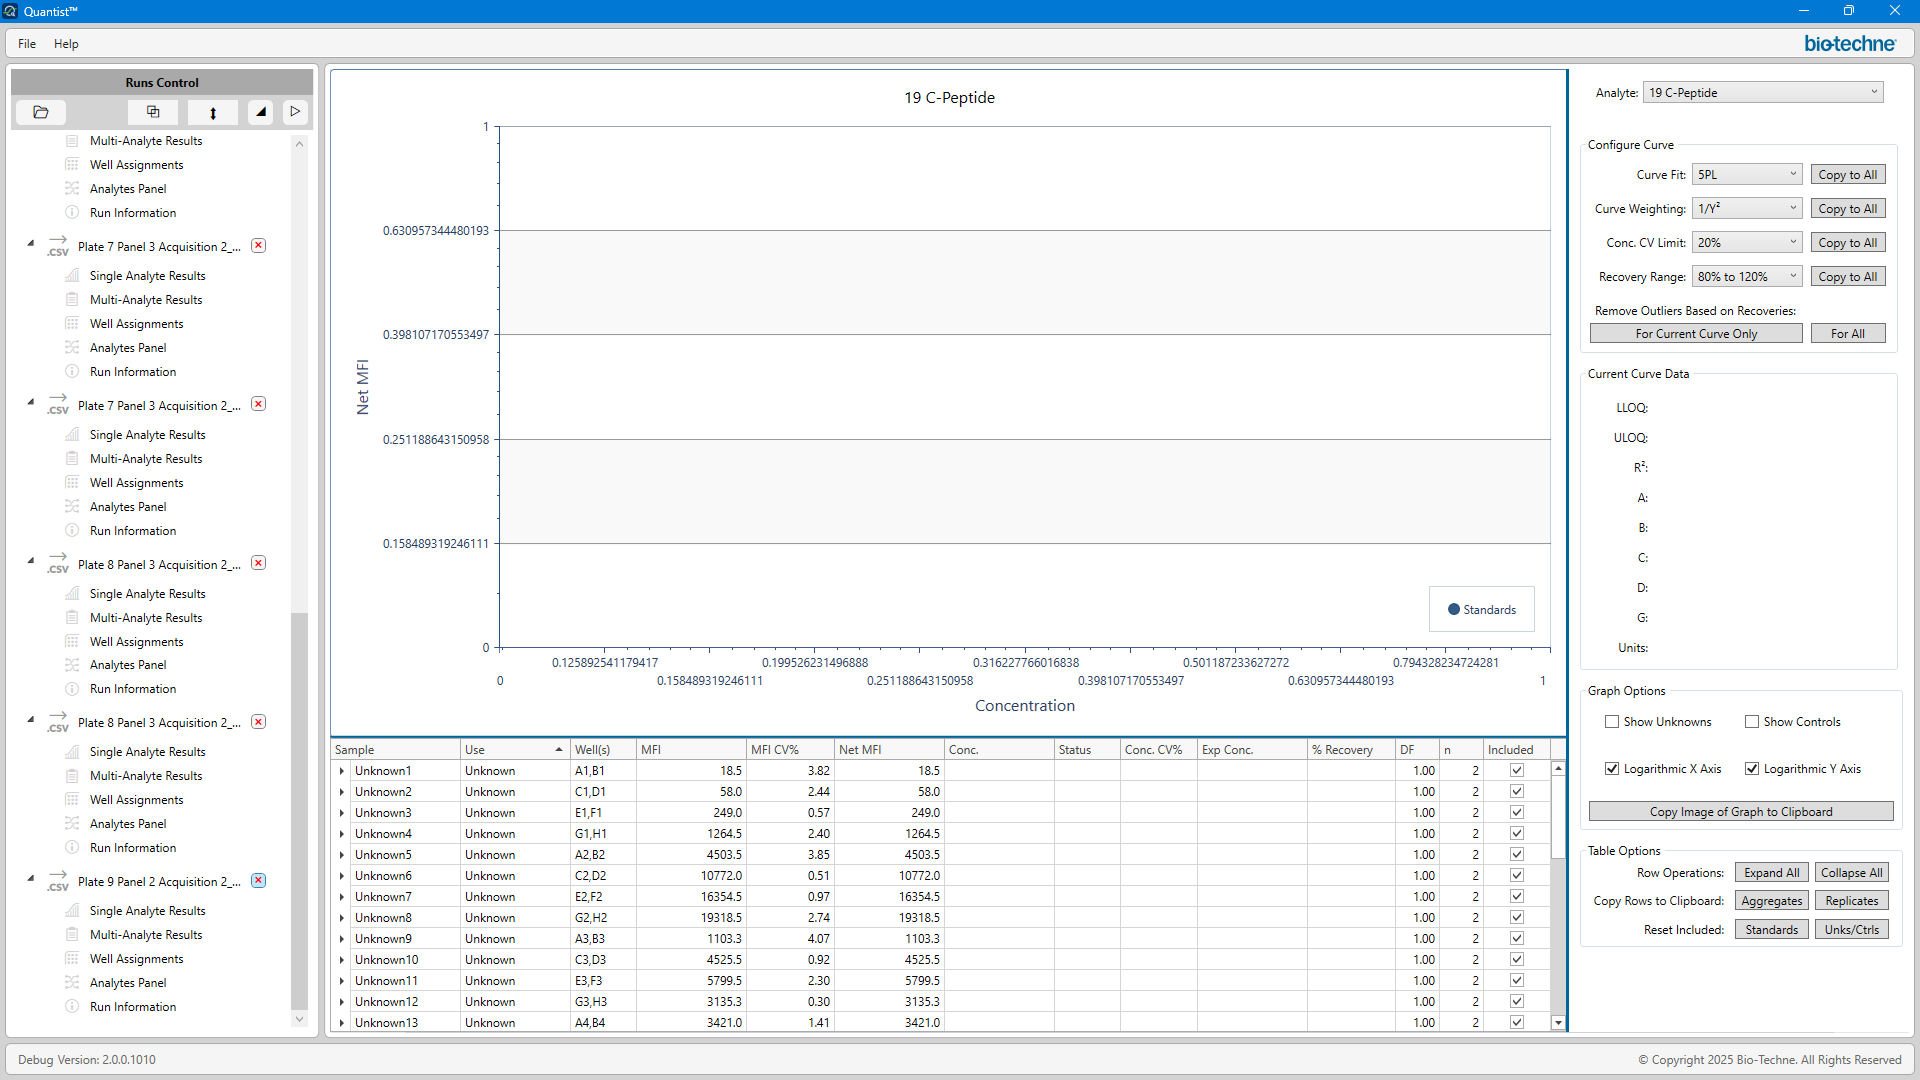 Quantist™
File Help
bio-techne®
Runs Control
Multi-Analyte Results
Well Assignments
Analytes Panel
Run Information
Plate 7 Panel 3 Acquisition 2_...
Single Analyte Results
Multi-Analyte Results
Well Assignments
Analytes Panel
Run Information
Plate 7 Panel 3 Acquisition 2_...
Single Analyte Results
Multi-Analyte Results
Well Assignments
Analytes Panel
Run Information
Plate 8 Panel 3 Acquisition 2_...
Single Analyte Results
Multi-Analyte Results
Well Assignments
Analytes Panel
Run Information
Plate 8 Panel 3 Acquisition 2_...
Single Analyte Results
Multi-Analyte Results
Well Assignments
Analytes Panel
Run Information
Plate 9 Panel 2 Acquisition 2_...
Single Analyte Results
Multi-Analyte Results
Well Assignments
Analytes Panel
Run Information
19 C-Peptide
1
0.630957344480193
0.398107170553497
0.251188643150958
0.158489319246111
0
Net MFI
Standards
0.125892541179417 0.199526231496888 0.316227766016838 0.501187233627272 0.794328234724281
0 0.158489319246111 0.251188643150958 0.398107170553497 0.630957344480193 1
Concentration
Sample Use Well(s) MFI MFI CV% Net MFI Conc. Status Conc. CV% Exp Conc. % Recovery DF n Included
Unknown1 Unknown A1,B1 18.5 3.82 18.5 1.00 2
Unknown2 Unknown C1,D1 58.0 2.44 58.0 1.00 2
Unknown3 Unknown E1,F1 249.0 0.57 249.0 1.00 2
Unknown4 Unknown G1,H1 1264.5 2.40 1264.5 1.00 2
Unknown5 Unknown A2,B2 4503.5 3.85 4503.5 1.00 2
Unknown6 Unknown C2,D2 10772.0 0.51 10772.0 1.00 2
Unknown7 Unknown E2,F2 16354.5 0.97 16354.5 1.00 2
Unknown8 Unknown G2,H2 19318.5 2.74 19318.5 1.00 2
Unknown9 Unknown A3,B3 1103.3 4.07 1103.3 1.00 2
Unknown10 Unknown C3,D3 4525.5 0.92 4525.5 1.00 2
Unknown11 Unknown E3,F3 5799.5 2.30 5799.5 1.00 2
Unknown12 Unknown G3,H3 3135.3 0.30 3135.3 1.00 2
Unknown13 Unknown A4,B4 3421.0 1.41 3421.0 1.00 2
Analyte: 19 C-Peptide
Configure Curve
Curve Fit: 5PL Copy to All
Curve Weighting: 1/Y² Copy to All
Conc. CV Limit: 20% Copy to All
Recovery Range: 80% to 120% Copy to All
Remove Outliers Based on Recoveries:
For Current Curve Only For All
Current Curve Data
LLOQ:
ULOQ:
R²:
A:
B:
C:
D:
G:
Units:
Graph Options
Show Unknowns Show Controls
Logarithmic X Axis Logarithmic Y Axis
Copy Image of Graph to Clipboard
Table Options
Row Operations: Expand All Collapse All
Copy Rows to Clipboard: Aggregates Replicates
Reset Included: Standards Unks/Ctrls
Debug Version: 2.0.0.1010
© Copyright 2025 Bio-Techne. All Rights Reserved